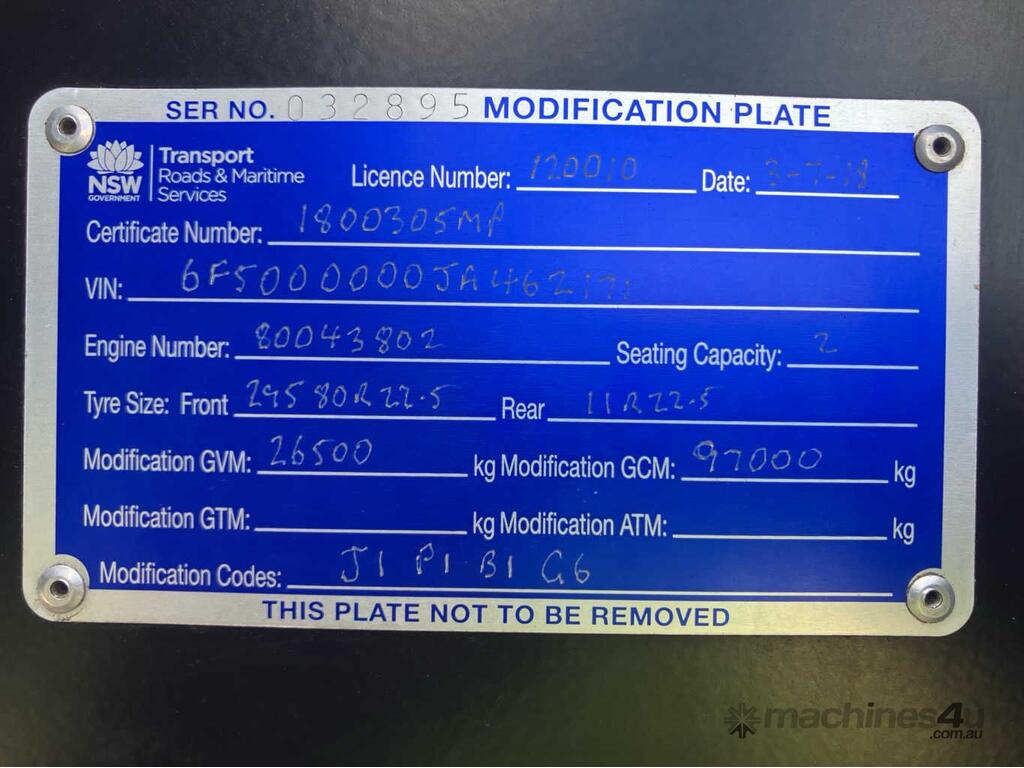 SER NO. 032895 MODIFICATION PLATE
NSW GOVERNMENT
Transport
Roads & Maritime
Services
Licence Number: 120010 Date: 3-7-18
Certificate Number: 1800305MP
VIN: 6F5000000JA462171
Engine Number: 80043802 Seating Capacity: 2
Tyre Size: Front 29580R22.5 Rear 11R22.5
Modification GVM: 26500 kg Modification GCM: 97000 kg
Modification GTM: kg Modification ATM: kg
Modification Codes: J1 P1 B1 G6
THIS PLATE NOT TO BE REMOVED
machines4u
.com.au